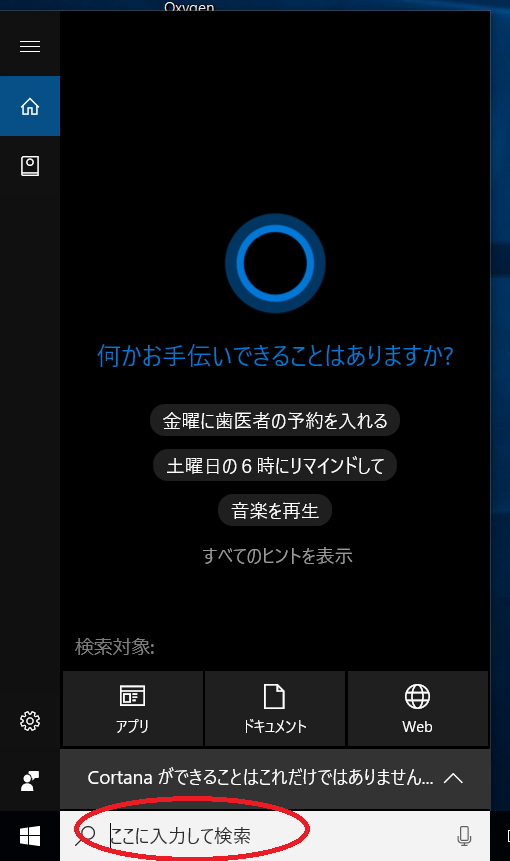 Oxygen
何かお手伝いできることはありますか?
金曜に歯医者の予約を入れる
土曜日の６時にリマインドして
音楽を再生
すべてのヒントを表示
検索対象:
アプリ ドキュメント Web
Cortana ができることはこれだけではありません...
ここに入力して検索